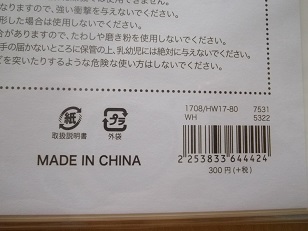 なりますので、強い衝撃を与えないでください。
形した場合は使用しないでください。
合がありますので、たわしや磨き粉を使用しないでください。
手の届かないところに保管の上、乳幼児には絶対に与えないでください。
どを突いたりするような危険な使い方はしないでください。
紙
取扱説明書
プラ
外袋
1708/HW17-80 7531
WH 5322
MADE IN CHINA
2 253833 644424
300円(+税)